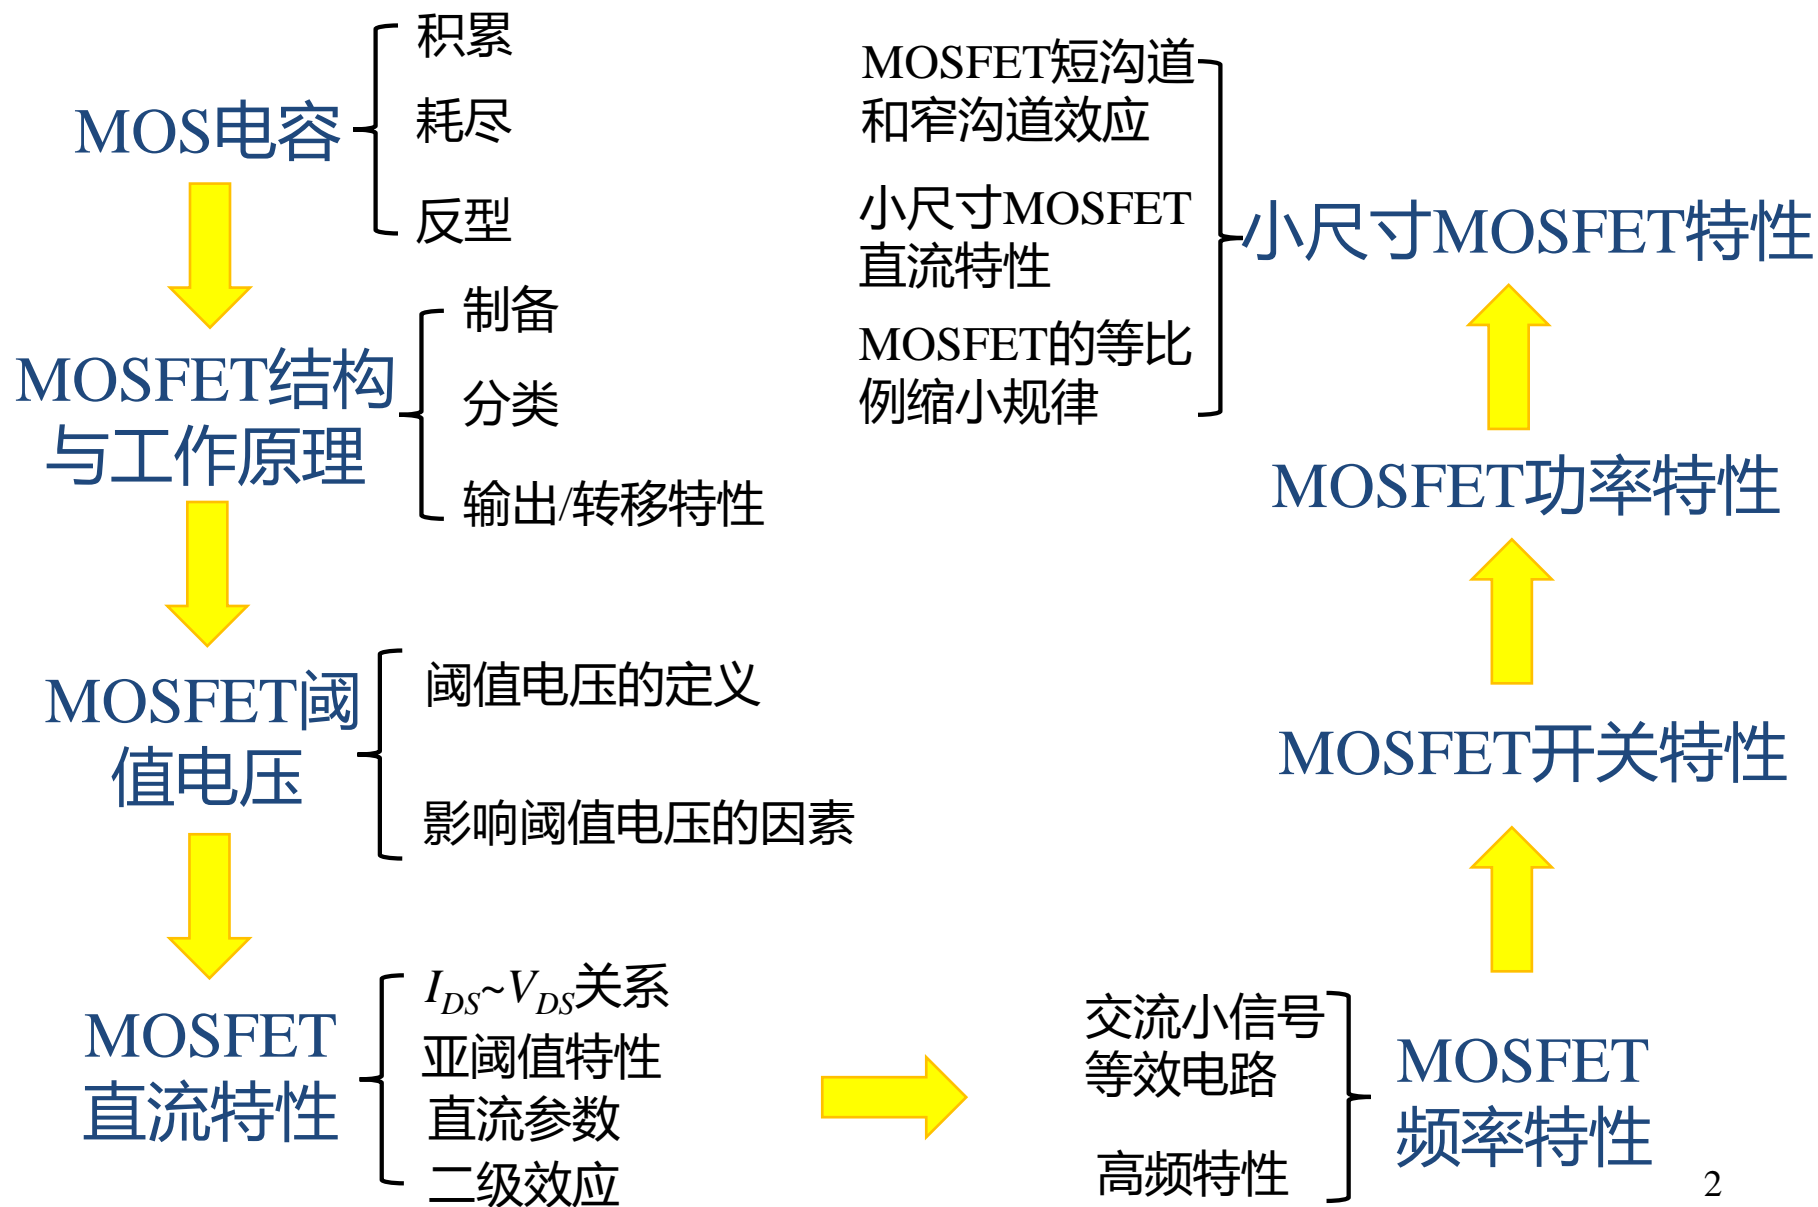 MOS电容
积累
耗尽
反型
MOSFET结构
与工作原理
制备
分类
输出/转移特性
MOSFET阈
值电压
阈值电压的定义
影响阈值电压的因素
MOSFET
直流特性
I_DS~V_DS关系
亚阈值特性
直流参数
二级效应
交流小信号
等效电路
高频特性
MOSFET
频率特性
MOSFET开关特性
MOSFET功率特性
小尺寸MOSFET特性
MOSFET短沟道
和窄沟道效应
小尺寸MOSFET
直流特性
MOSFET的等比
例缩小规律
2